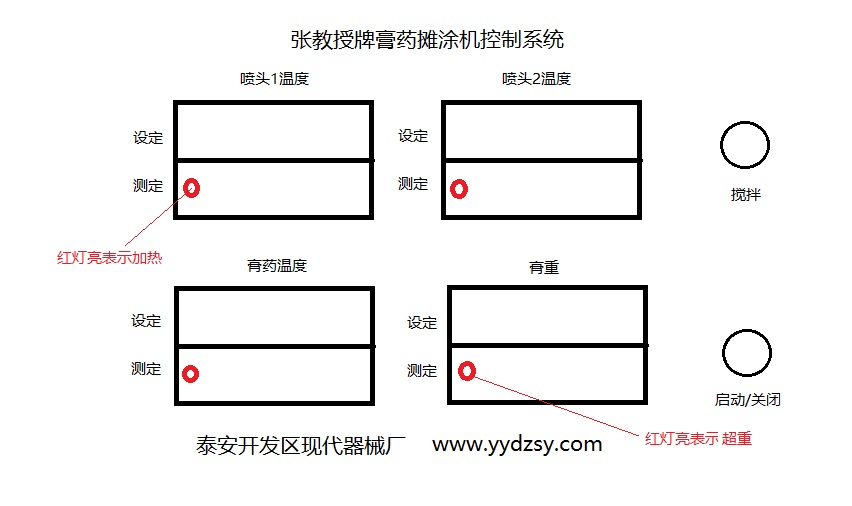 张教授牌膏药摊涂机控制系统
喷头1温度
喷头2温度
设定
设定
测定
测定
搅拌
红灯亮表示加热
膏药温度
膏重
设定
设定
测定
测定
启动/关闭
红灯亮表示 超重
泰安开发区现代器械厂 www.yydzsy.com